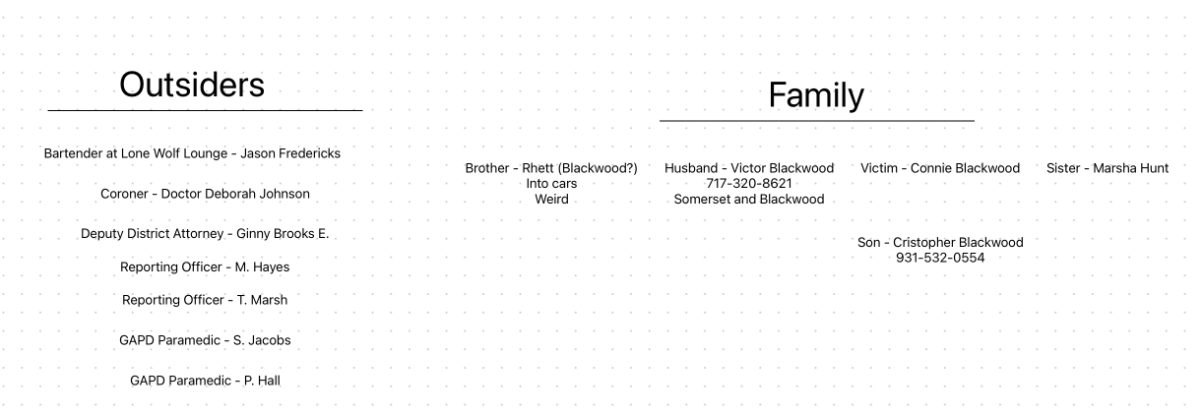 Outsiders
Bartender at Lone Wolf Lounge - Jason Fredericks
Coroner - Doctor Deborah Johnson
Deputy District Attorney - Ginny Brooks E.
Reporting Officer - M. Hayes
Reporting Officer - T. Marsh
GAPD Paramedic - S. Jacobs
GAPD Paramedic - P. Hall
Family
Brother - Rhett (Blackwood?)
Into cars
Weird
Husband - Victor Blackwood
717-320-8621
Somerset and Blackwood
Victim - Connie Blackwood
Sister - Marsha Hunt
Son - Cristopher Blackwood
931-532-0554